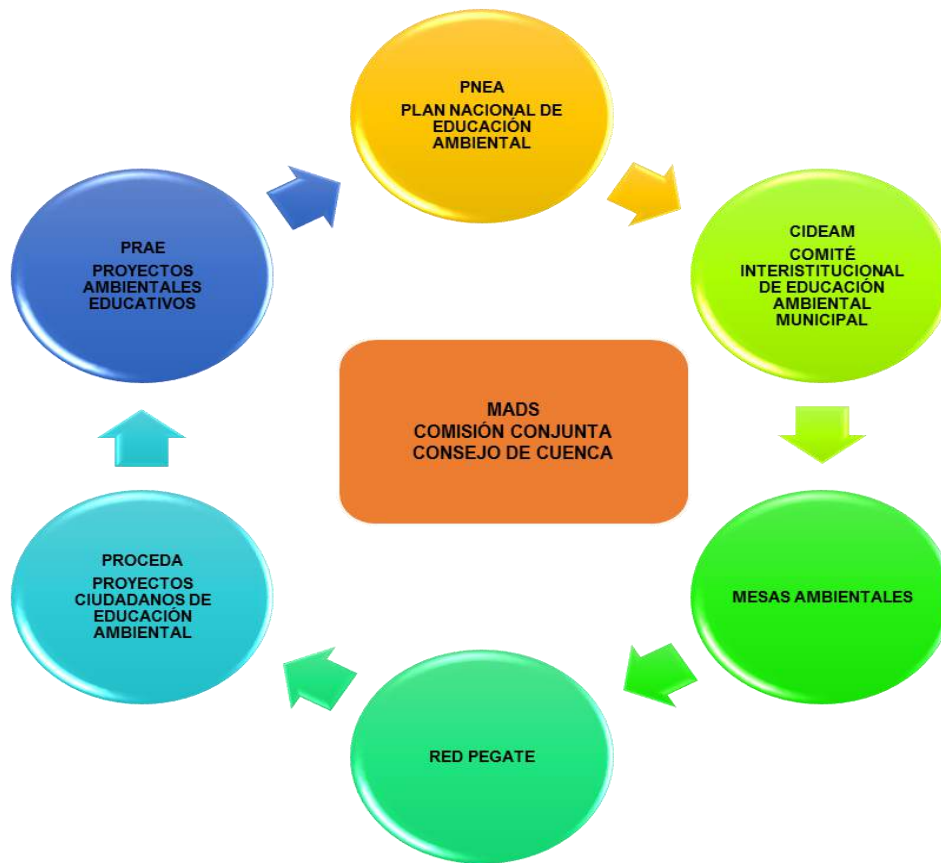 PNEA
PLAN NACIONAL DE
EDUCACIÓN
AMBIENTAL
CIDEAM
COMITÉ
INTERISTITUCIONAL
DE EDUCACIÓN
AMBIENTAL
MUNICIPAL
MESAS AMBIENTALES
RED PEGATE
PROCEDA
PROYECTOS
CIUDADANOS DE
EDUCACIÓN
AMBIENTAL
PRAE
PROYECTOS
AMBIENTALES
EDUCATIVOS
MADS
COMISIÓN CONJUNTA
CONSEJO DE CUENCA